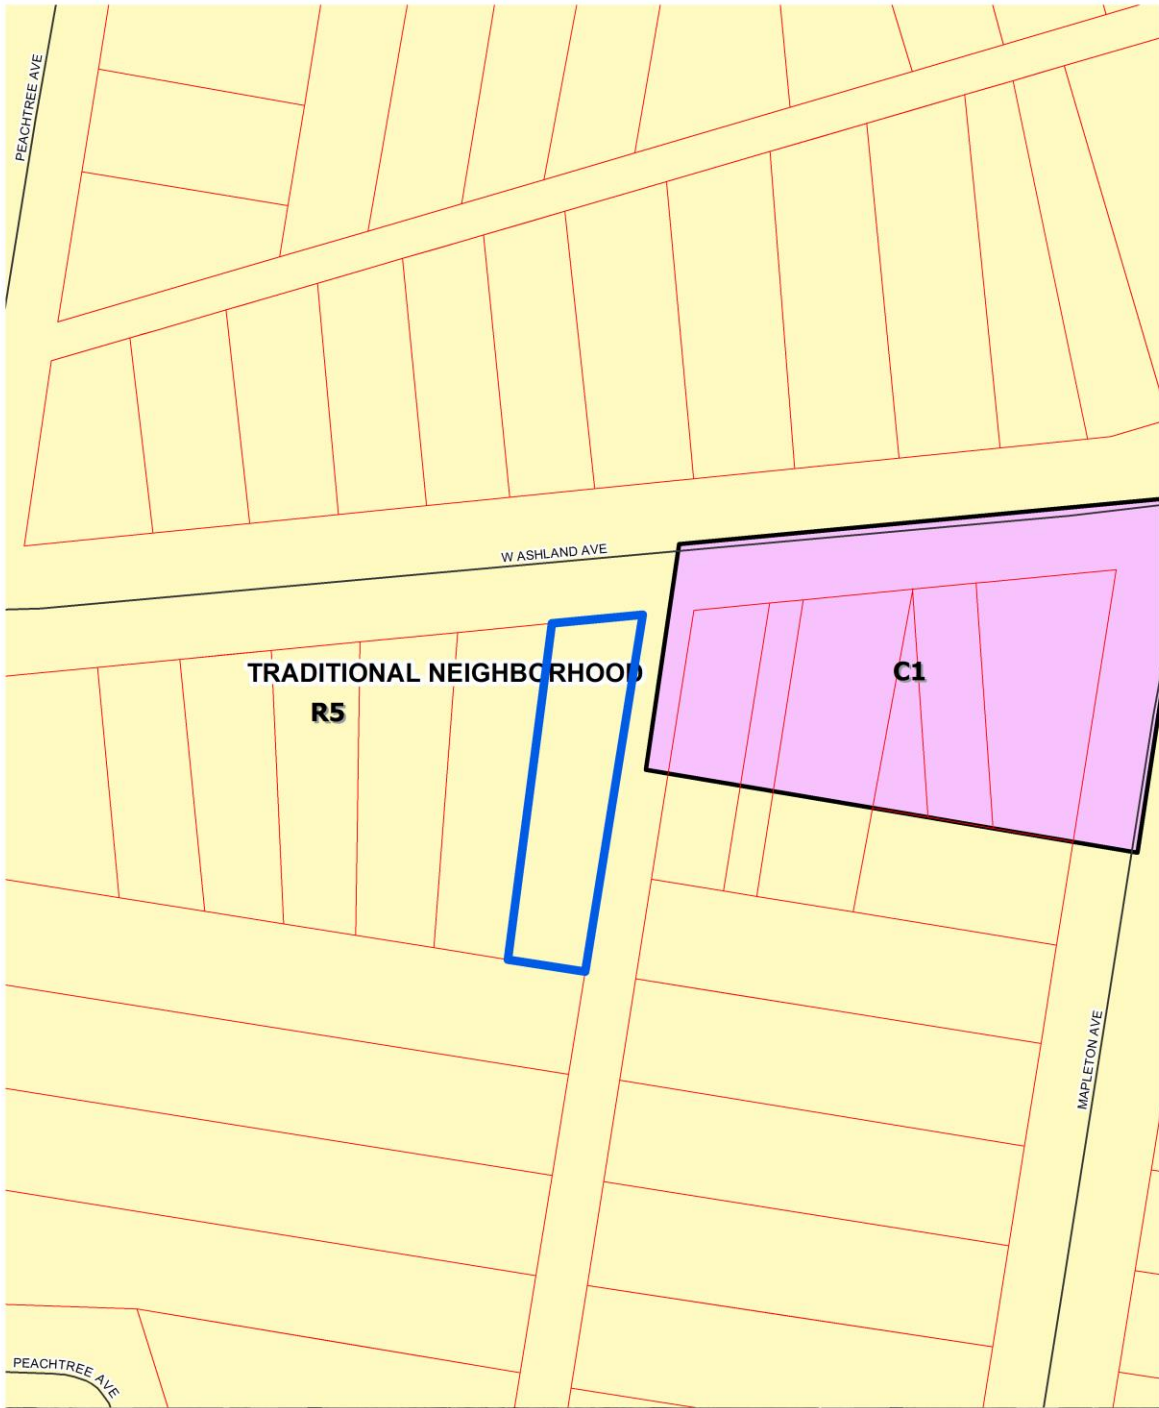 PEACHTREE AVE
W ASHLAND AVE
TRADITIONAL NEIGHBORHOOD
C1
R5
MAPLETON AVE
PEACHTREE AVE